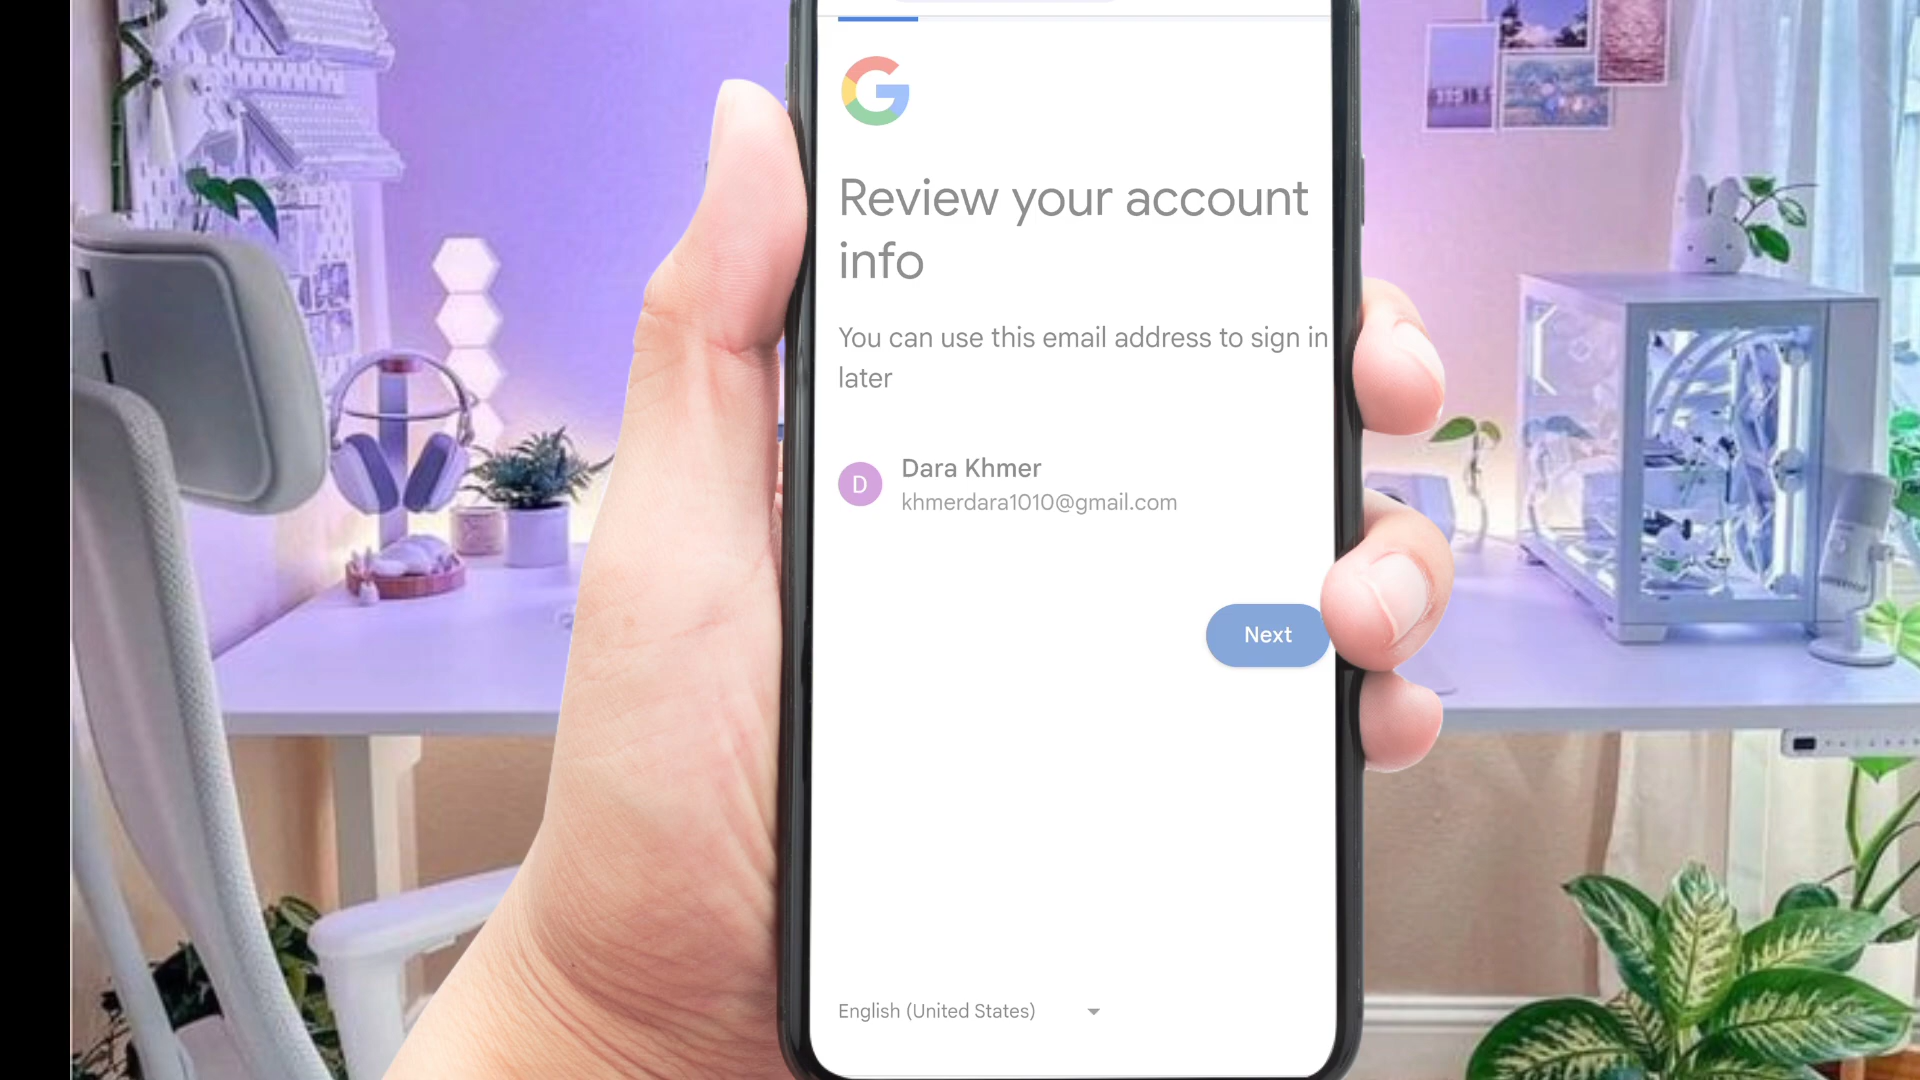 Review your account
info
You can use this email address to sign in
later
D
Dara Khmer
khmerdara1010@gmail.com
Next
English (United States)